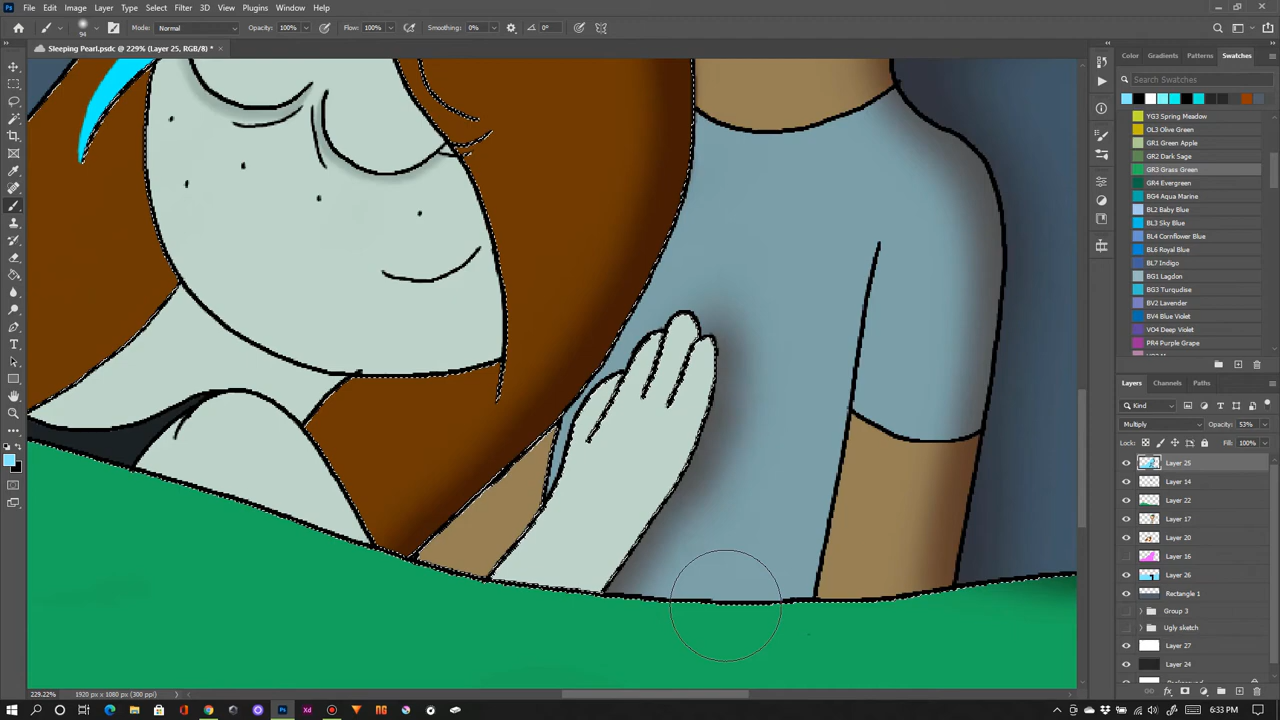 File Edit Image Layer Type Select Filter 3D View Plugins Window Help
94 Mode: Normal Opacity: 100% Flow: 100% Smoothing: 0% 0°
Sleeping Pearl.psdc @ 229% (Layer 25, RGB/8) *
Color Gradients Patterns Swatches
Search Swatches
YG3 Spring Meadow
OL3 Olive Green
GR1 Green Apple
GR2 Dark Sage
GR3 Grass Green
GR4 Evergreen
BG4 Aqua Marine
BL2 Baby Blue
BL3 Sky Blue
BL4 Cornflower Blue
BL6 Royal Blue
BL7 Indigo
BG1 Lagdon
BG3 Turqudise
BV2 Lavender
BV4 Blue Violet
VO4 Deep Violet
PR4 Purple Grape
Layers Channels Paths
Kind
Multiply Opacity: 53%
Lock: Fill: 100%
Layer 25
Layer 14
Layer 22
Layer 17
Layer 20
Layer 16
Layer 26
Rectangle 1
Group 3
Ugly sketch
Layer 27
Layer 24
229.22% 1920 px x 1080 px (300 ppi)
6:33 PM